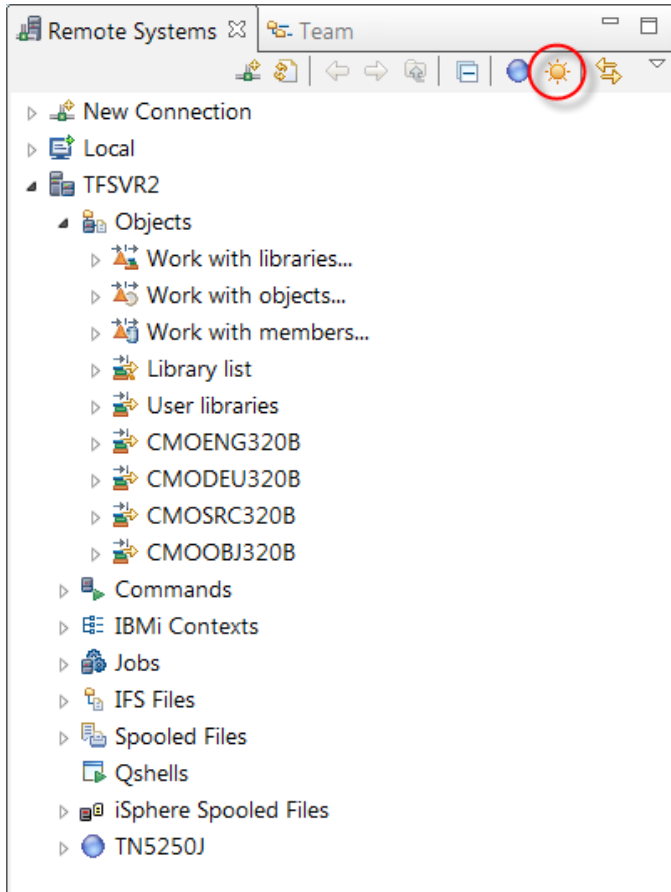 Remote Systems Team
New Connection
Local
TFSVR2
Objects
Work with libraries...
Work with objects...
Work with members...
Library list
User libraries
CMOENG320B
CMODEU320B
CMOSRC320B
CMOOBJ320B
Commands
IBMi Contexts
Jobs
IFS Files
Spooled Files
Qshells
iSphere Spooled Files
TN5250J